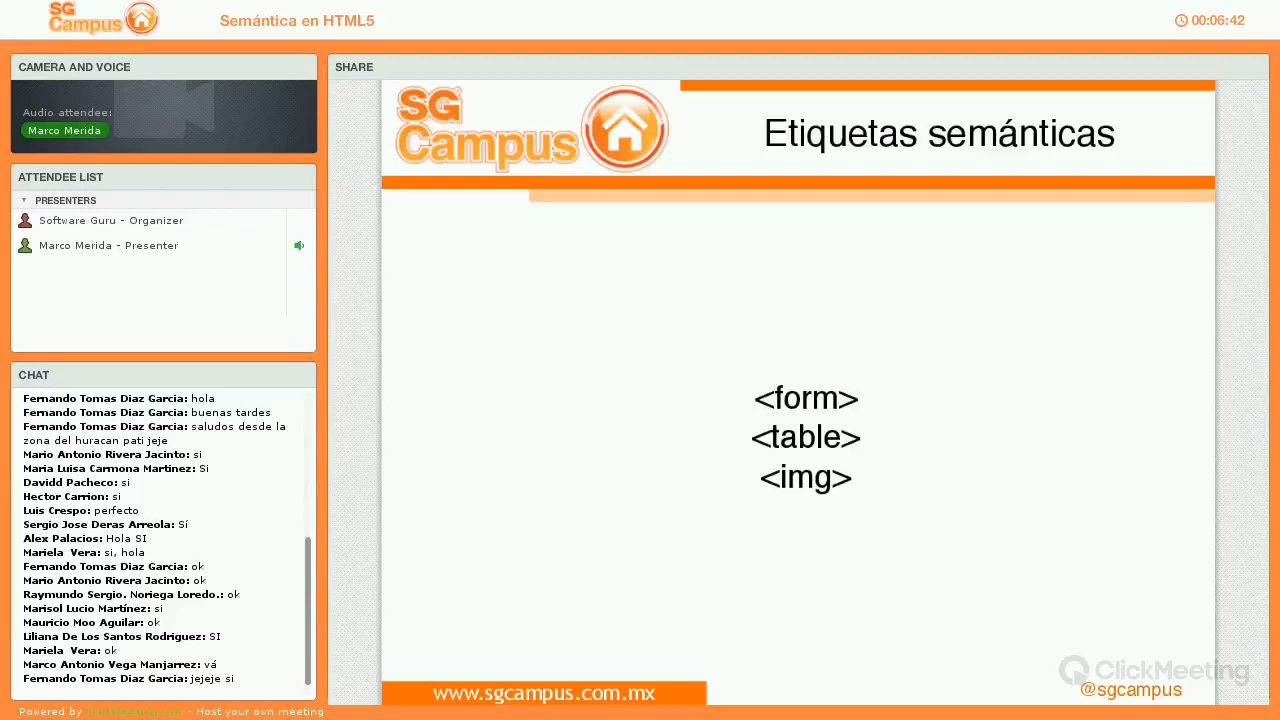 SG
Campus
Semántica en HTML5
00:06:42
CAMERA AND VOICE
Audio attendee:
Marco Merida
ATTENDEE LIST
PRESENTERS
Software Guru - Organizer
Marco Merida - Presenter
CHAT
Fernando Tomas Diaz Garcia: hola
Fernando Tomas Diaz Garcia: buenas tardes
Fernando Tomas Diaz Garcia: saludos desde la
zona del huracan pati jeje
Mario Antonio Rivera Jacinto: si
Maria Luisa Carmona Martinez: Si
Davidd Pacheco: si
Hector Carrion: si
Luis Crespo: perfecto
Sergio Jose Deras Arreola: Sí
Alex Palacios: Hola SI
Mariela Vera: si, hola
Fernando Tomas Diaz Garcia: ok
Mario Antonio Rivera Jacinto: ok
Raymundo Sergio. Noriega Loredo.: ok
Marisol Lucio Martínez: si
Mauricio Moo Aguilar: ok
Liliana De Los Santos Rodriguez: SI
Mariela Vera: ok
Marco Antonio Vega Manjarrez: vá
Fernando Tomas Diaz Garcia: jejeje si
Powered by ClickMeeting.com - Host your own meeting
SHARE
SG
Campus
Etiquetas semánticas
<form>
<table>
<img>
ClickMeeting
www.sgcampus.com.mx
@sgcampus